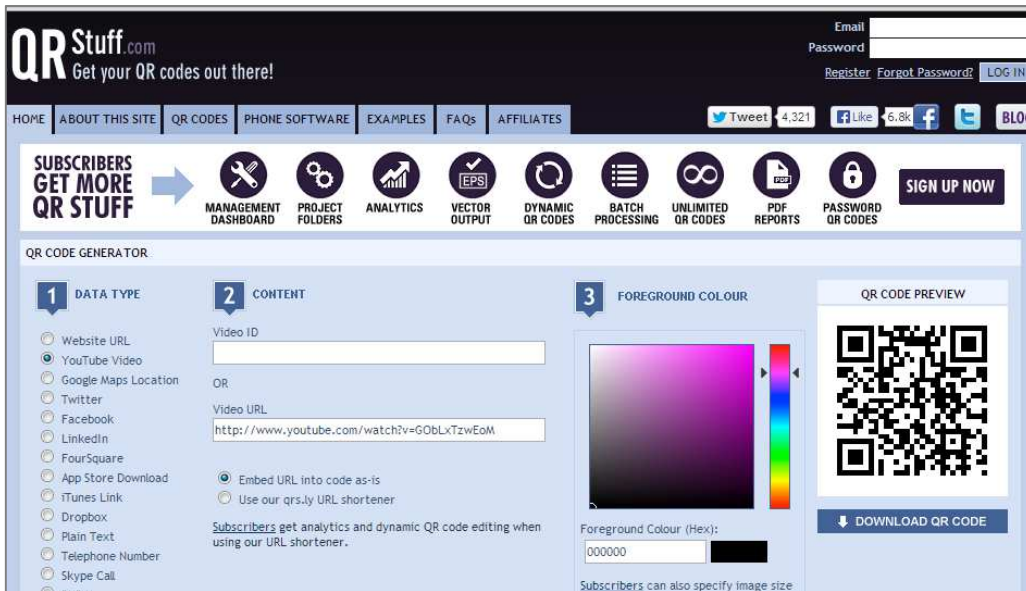 QR Stuff.com
Get your QR codes out there!
Email
Password
Register Forgot Password? LOG IN
HOME ABOUT THIS SITE QR CODES PHONE SOFTWARE EXAMPLES FAQs AFFILIATES
Tweet 4,321 Like 6.8k f t BLO
SUBSCRIBERS
GET MORE
QR STUFF
MANAGEMENT
DASHBOARD
PROJECT
FOLDERS
ANALYTICS
EPS
VECTOR
OUTPUT
DYNAMIC
QR CODES
BATCH
PROCESSING
UNLIMITED
QR CODES
PDF
PDF
REPORTS
PASSWORD
QR CODES
SIGN UP NOW
QR CODE GENERATOR
1 DATA TYPE
Website URL
YouTube Video
Google Maps Location
Twitter
Facebook
LinkedIn
FourSquare
App Store Download
iTunes Link
Dropbox
Plain Text
Telephone Number
Skype Call
2 CONTENT
Video ID
OR
Video URL
http://www.youtube.com/watch?v=GObLxTzwEoM
Embed URL into code as-is
Use our qrs.ly URL shortener
Subscribers get analytics and dynamic QR code editing when
using our URL shortener.
3 FOREGROUND COLOUR
Foreground Colour (Hex):
000000
Subscribers can also specify image size
QR CODE PREVIEW
DOWNLOAD QR CODE